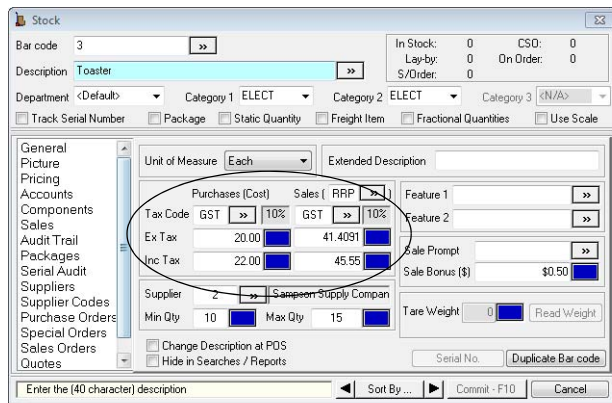 Stock
Bar code 3 »
Description Toaster »
In Stock: 0 CSO: 0
Lay-by: 0 On Order: 0
S/Order: 0
Department <Default> Category 1 ELECT Category 2 ELECT Category 3 <N/A>
Track Serial Number Package Static Quantity Freight Item Fractional Quantities Use Scale
General
Picture
Pricing
Accounts
Components
Sales
Audit Trail
Packages
Serial Audit
Suppliers
Supplier Codes
Purchase Orders
Special Orders
Sales Orders
Quotes
Unit of Measure Each Extended Description
Purchases (Cost) Sales ( RRP » )
Tax Code GST » 10% GST » 10%
Ex Tax 20.00 41.4091
Inc Tax 22.00 45.55
Feature 1 »
Feature 2 »
Sale Prompt »
Sale Bonus ($) $0.50
Supplier 2 » Sampson Supply Compan
Min Qty 10 Max Qty 15
Tare Weight 0 Read Weight
Change Description at POS
Hide in Searches / Reports
Serial No. Duplicate Bar code
Enter the (40 character) description Sort By ... Commit - F10 Cancel